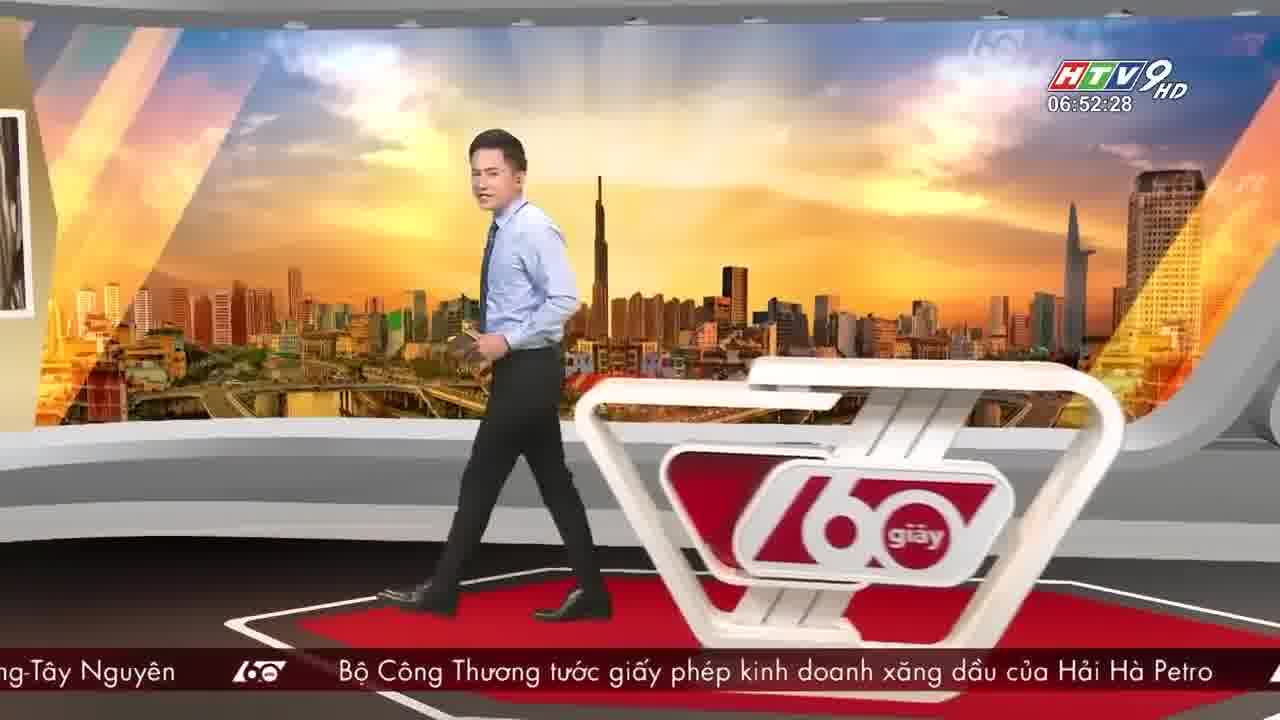 HTV9
HD
06:52:28
60
giây
ng-Tây Nguyên 60 Bộ Công Thương tước giấy phép kinh doanh xăng dầu của Hải Hà Petro